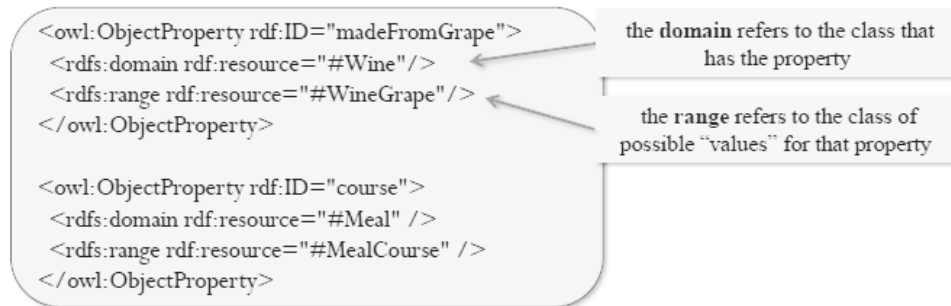 <owl:ObjectProperty rdf:ID="madeFromGrape">
<rdfs:domain rdf:resource="#Wine"/>
<rdfs:range rdf:resource="#WineGrape"/>
</owl:ObjectProperty>
<owl:ObjectProperty rdf:ID="course">
<rdfs:domain rdf:resource="#Meal" />
<rdfs:range rdf:resource="#MealCourse" />
</owl:ObjectProperty>
the domain refers to the class that
has the property
the range refers to the class of
possible “values” for that property